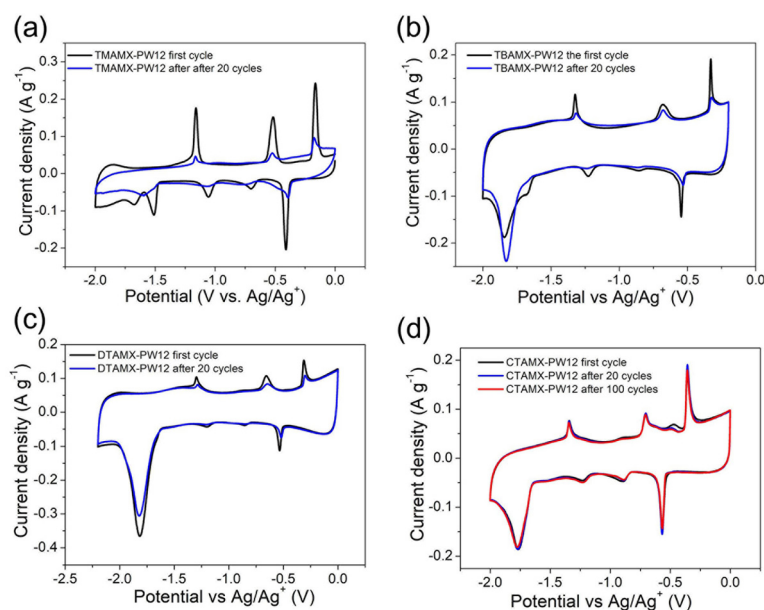 (a)
TMAMX-PW12 first cycle
TMAMX-PW12 after after 20 cycles
0.3
0.2
0.1
0.0
-0.1
-0.2
Current density (A g⁻¹)
-2.0 -1.5 -1.0 -0.5 0.0
Potential (V vs. Ag/Ag⁺)
(b)
TBAMX-PW12 the first cycle
TBAMX-PW12 after 20 cycles
0.2
0.1
0.0
-0.1
-0.2
Current density (A g⁻¹)
-2.0 -1.5 -1.0 -0.5 0.0
Potential vs Ag/Ag⁺ (V)
(c)
DTAMX-PW12 first cycle
DTAMX-PW12 after 20 cycles
0.2
0.1
0.0
-0.1
-0.2
-0.3
-0.4
Current density (A g⁻¹)
-2.5 -2.0 -1.5 -1.0 -0.5 0.0
Potential vs Ag/Ag⁺ (V)
(d)
CTAMX-PW12 first cycle
CTAMX-PW12 after 20 cycles
CTAMX-PW12 after 100 cycles
0.2
0.1
0.0
-0.1
-0.2
Current density (A g⁻¹)
-2.0 -1.5 -1.0 -0.5 0.0
Potential vs Ag/Ag⁺ (V)